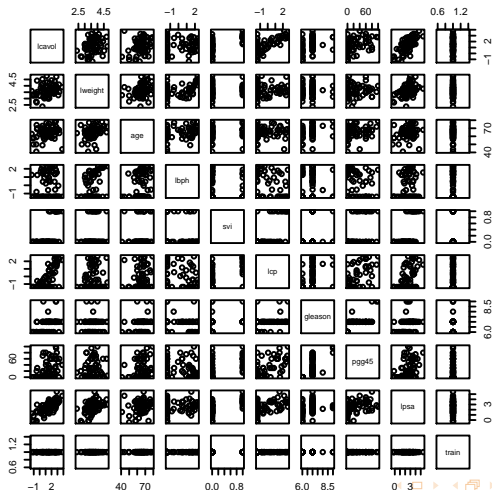 2.5 4.5 −1 2 −1 2 0 60 0.6 1.2
lcavol −1 2
2.5 4.5 lweight
age 40 70
−1 2 lbph
svi 0.0 0.8
−1 2 lcp
gleason 6.0 8.5
0 60 pgg45
lpsa 0 3
0.6 1.2 train
−1 2 40 70 0.0 0.8 6.0 8.5 0 3